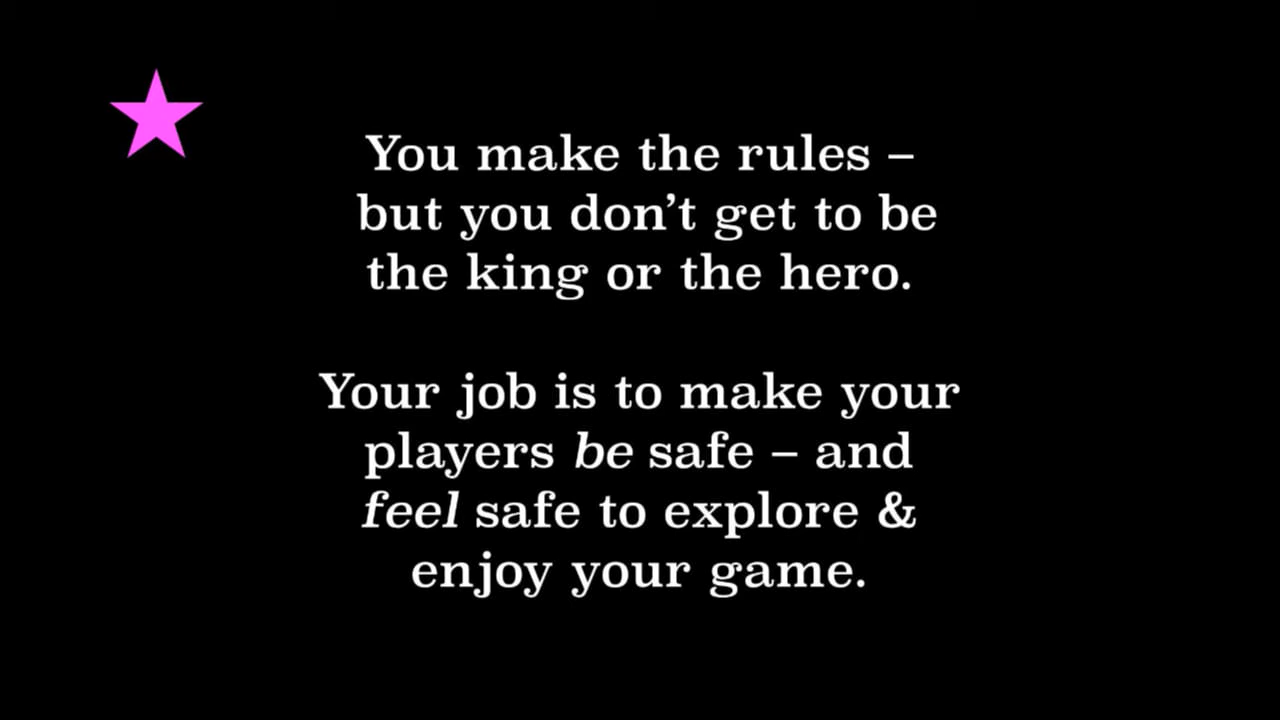 You make the rules –
but you don’t get to be
the king or the hero.
Your job is to make your
players be safe – and
feel safe to explore &
enjoy your game.